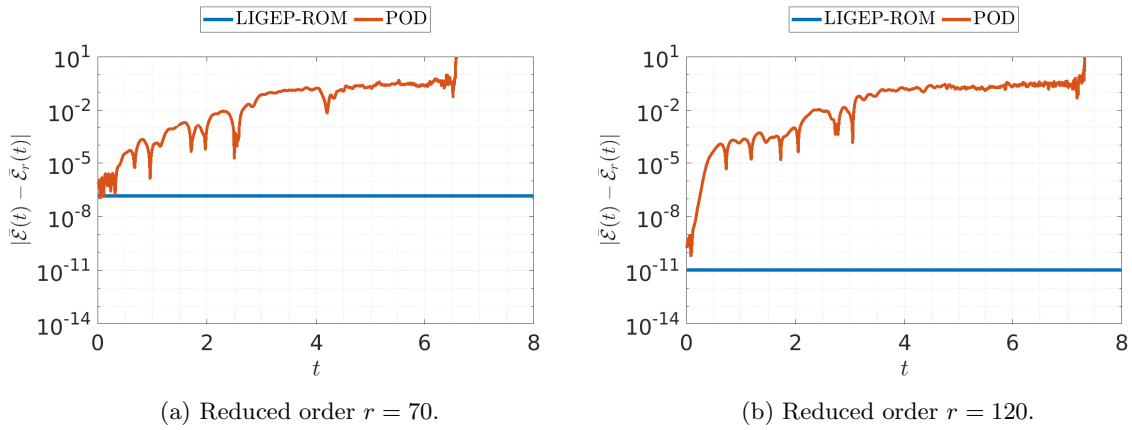 LIGEP-ROM POD
10^1
10^-2
10^-5
10^-8
10^-11
10^-14
|Ē(t) − Ē_r(t)|
0 2 4 6 8
t
(a) Reduced order r = 70.
LIGEP-ROM POD
10^1
10^-2
10^-5
10^-8
10^-11
10^-14
|Ē(t) − Ē_r(t)|
0 2 4 6 8
t
(b) Reduced order r = 120.